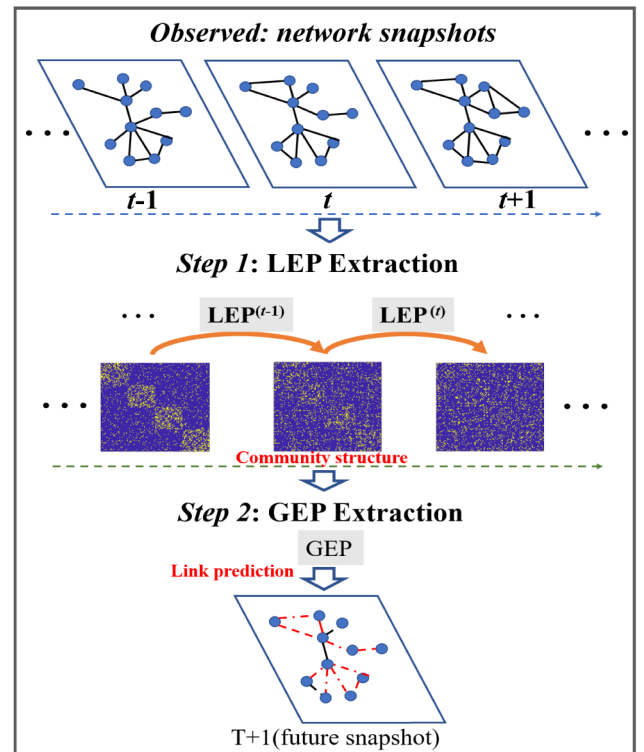 Observed: network snapshots
. . .
. . .
t-1
t
t+1
Step 1: LEP Extraction
. . .
LEP(t-1)
LEP(t)
. . .
. . .
. . .
Community structure
Step 2: GEP Extraction
GEP
Link prediction
T+1(future snapshot)